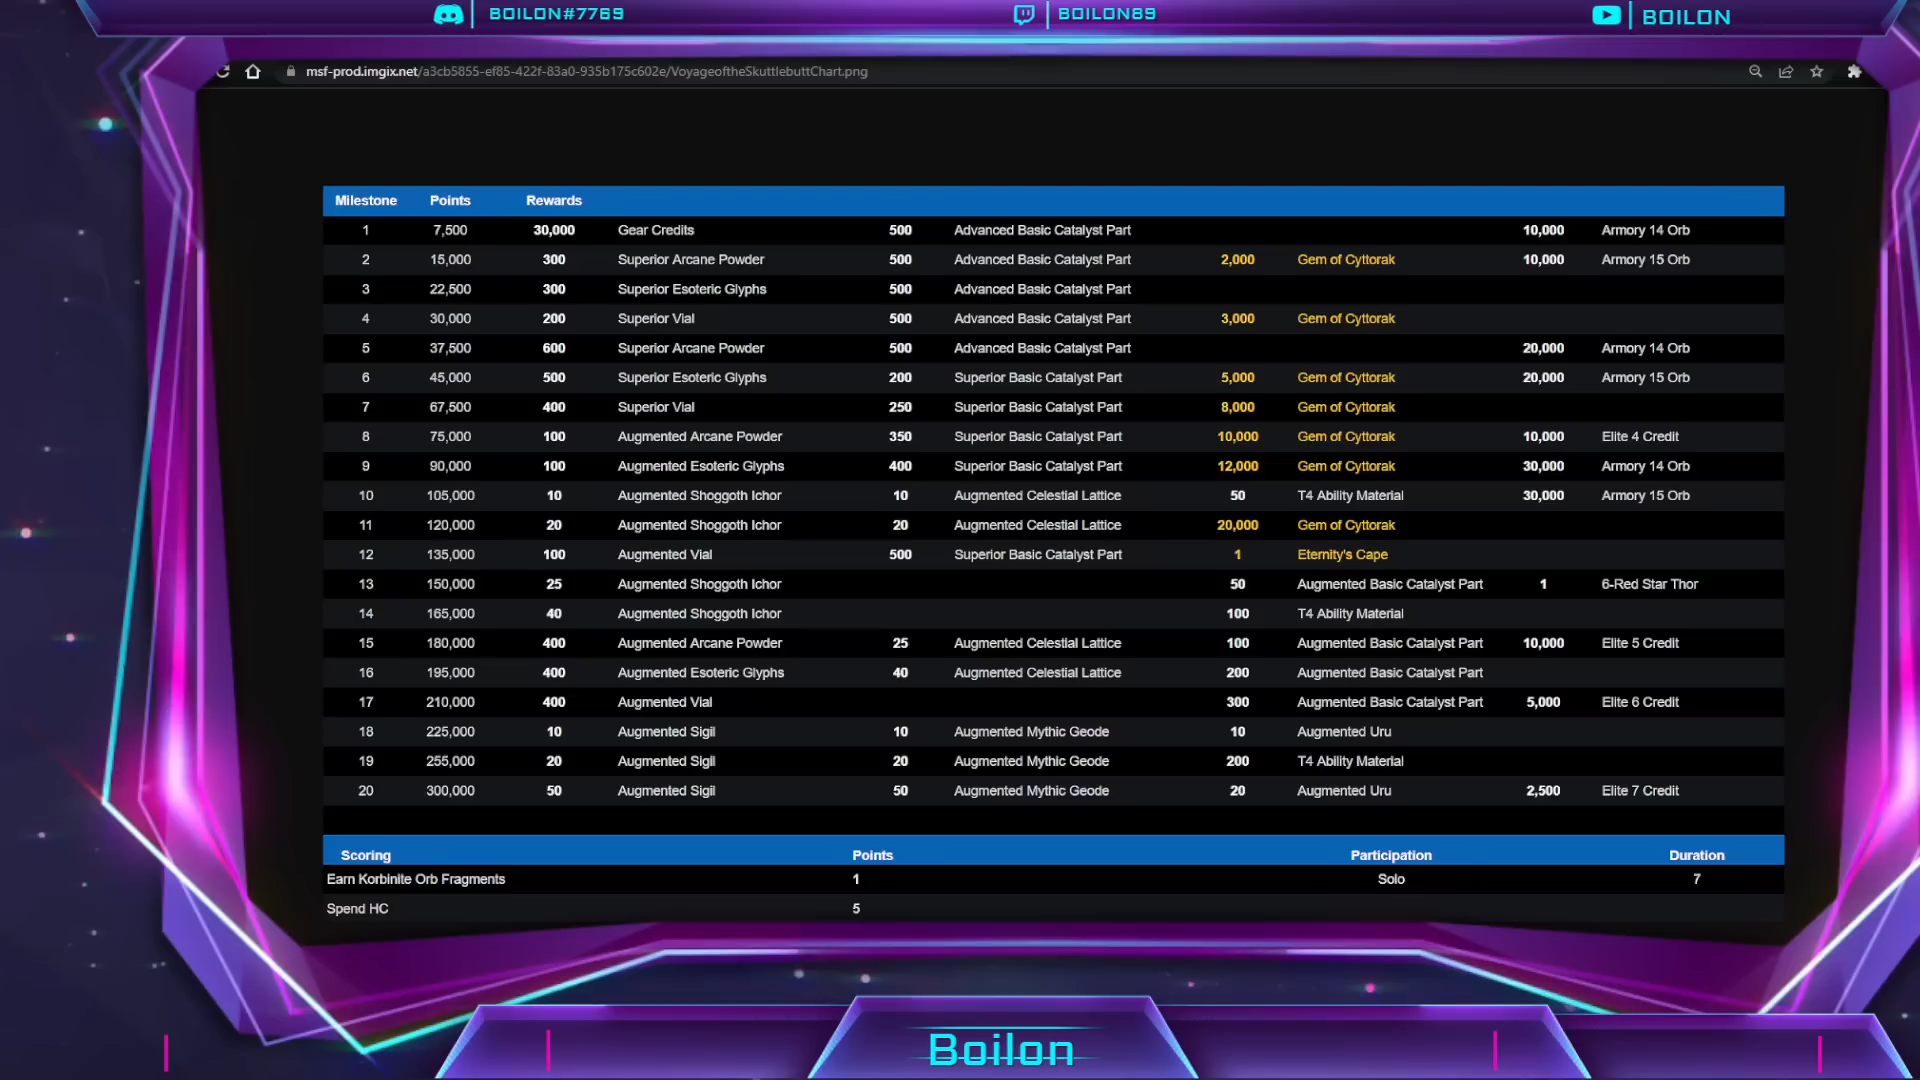 BOILON#7769 BOILON89 BOILON
msf-prod.imgix.net/a3cb5855-ef85-422f-83a0-935b175c602e/VoyageoftheSkuttlebuttChart.png
Milestone Points Rewards
1 7,500 30,000 Gear Credits 500 Advanced Basic Catalyst Part 10,000 Armory 14 Orb
2 15,000 300 Superior Arcane Powder 500 Advanced Basic Catalyst Part 2,000 Gem of Cyttorak 10,000 Armory 15 Orb
3 22,500 300 Superior Esoteric Glyphs 500 Advanced Basic Catalyst Part
4 30,000 200 Superior Vial 500 Advanced Basic Catalyst Part 3,000 Gem of Cyttorak
5 37,500 600 Superior Arcane Powder 500 Advanced Basic Catalyst Part 20,000 Armory 14 Orb
6 45,000 500 Superior Esoteric Glyphs 200 Superior Basic Catalyst Part 5,000 Gem of Cyttorak 20,000 Armory 15 Orb
7 67,500 400 Superior Vial 250 Superior Basic Catalyst Part 8,000 Gem of Cyttorak
8 75,000 100 Augmented Arcane Powder 350 Superior Basic Catalyst Part 10,000 Gem of Cyttorak 10,000 Elite 4 Credit
9 90,000 100 Augmented Esoteric Glyphs 400 Superior Basic Catalyst Part 12,000 Gem of Cyttorak 30,000 Armory 14 Orb
10 105,000 10 Augmented Shoggoth Ichor 10 Augmented Celestial Lattice 50 T4 Ability Material 30,000 Armory 15 Orb
11 120,000 20 Augmented Shoggoth Ichor 20 Augmented Celestial Lattice 20,000 Gem of Cyttorak
12 135,000 100 Augmented Vial 500 Superior Basic Catalyst Part 1 Eternity's Cape
13 150,000 25 Augmented Shoggoth Ichor 50 Augmented Basic Catalyst Part 1 6-Red Star Thor
14 165,000 40 Augmented Shoggoth Ichor 100 T4 Ability Material
15 180,000 400 Augmented Arcane Powder 25 Augmented Celestial Lattice 100 Augmented Basic Catalyst Part 10,000 Elite 5 Credit
16 195,000 400 Augmented Esoteric Glyphs 40 Augmented Celestial Lattice 200 Augmented Basic Catalyst Part
17 210,000 400 Augmented Vial 300 Augmented Basic Catalyst Part 5,000 Elite 6 Credit
18 225,000 10 Augmented Sigil 10 Augmented Mythic Geode 10 Augmented Uru
19 255,000 20 Augmented Sigil 20 Augmented Mythic Geode 200 T4 Ability Material
20 300,000 50 Augmented Sigil 50 Augmented Mythic Geode 20 Augmented Uru 2,500 Elite 7 Credit
Scoring Points Participation Duration
Earn Korbinite Orb Fragments 1 Solo 7
Spend HC 5
Boilon